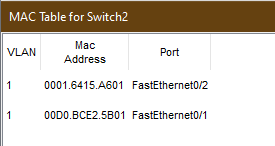 MAC Table for Switch2
VLAN Mac Address Port
1 0001.6415.A601 FastEthernet0/2
1 00D0.BCE2.5B01 FastEthernet0/1